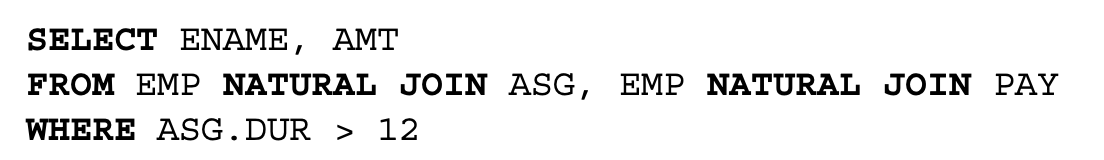 SELECT ENAME, AMT
FROM EMP NATURAL JOIN ASG, EMP NATURAL JOIN PAY
WHERE ASG.DUR > 12